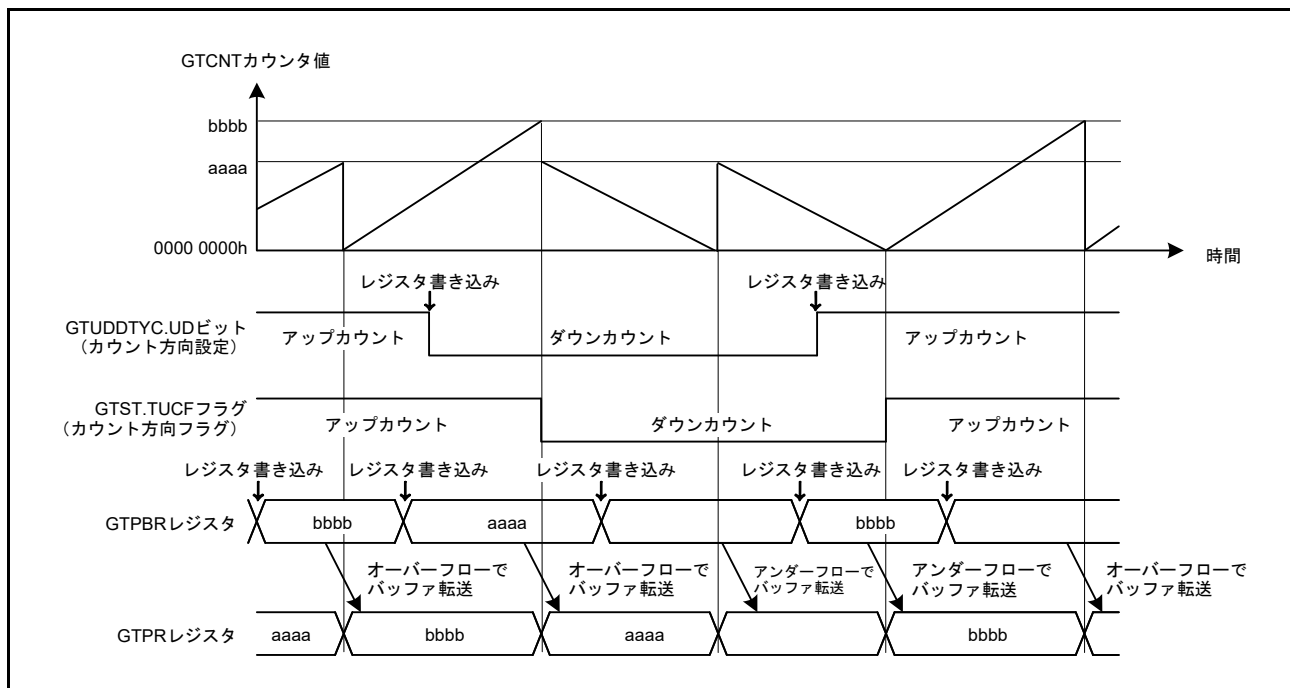 GTCNTカウンタ値
bbbb
aaaa
0000 0000h
時間
レジスタ書き込み
レジスタ書き込み
GTUDDTYC.UDビット
（カウント方向設定）
アップカウント
ダウンカウント
アップカウント
GTST.TUCFフラグ
（カウント方向フラグ）
アップカウント
ダウンカウント
アップカウント
レジスタ書き込み
レジスタ書き込み
レジスタ書き込み
レジスタ書き込み
レジスタ書き込み
GTPBRレジスタ
bbbb
aaaa
bbbb
オーバーフローで
バッファ転送
オーバーフローで
バッファ転送
アンダーフローで
バッファ転送
アンダーフローで
バッファ転送
オーバーフローで
バッファ転送
GTPRレジスタ
aaaa
bbbb
aaaa
bbbb